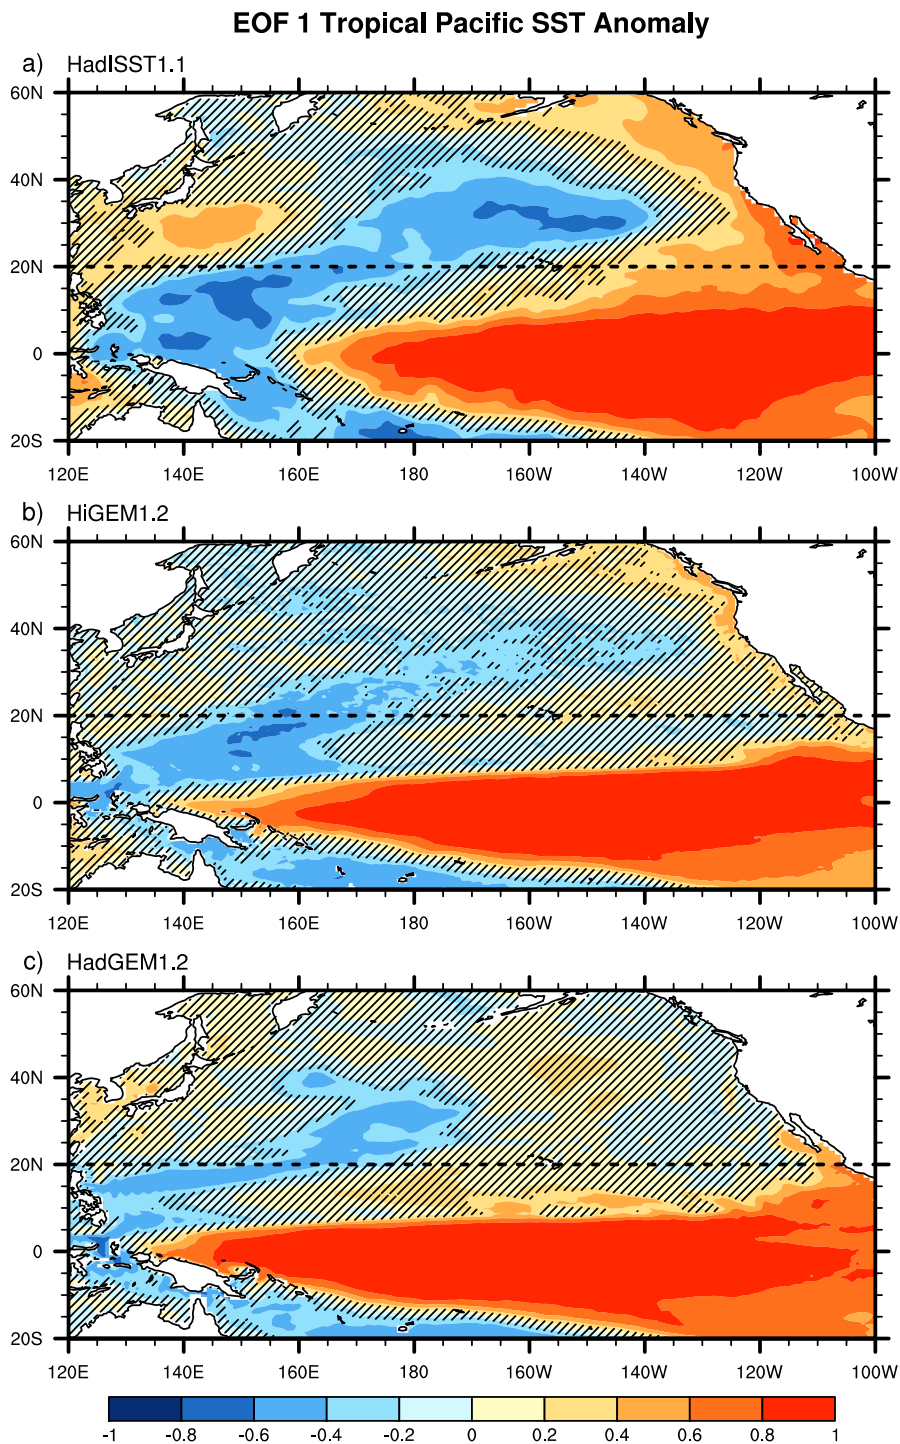 EOF 1 Tropical Pacific SST Anomaly
a) HadISST1.1
60N
40N
20N
0
20S
120E 140E 160E 180 160W 140W 120W 100W
b) HiGEM1.2
60N
40N
20N
0
20S
120E 140E 160E 180 160W 140W 120W 100W
c) HadGEM1.2
60N
40N
20N
0
20S
120E 140E 160E 180 160W 140W 120W 100W
-1 -0.8 -0.6 -0.4 -0.2 0 0.2 0.4 0.6 0.8 1